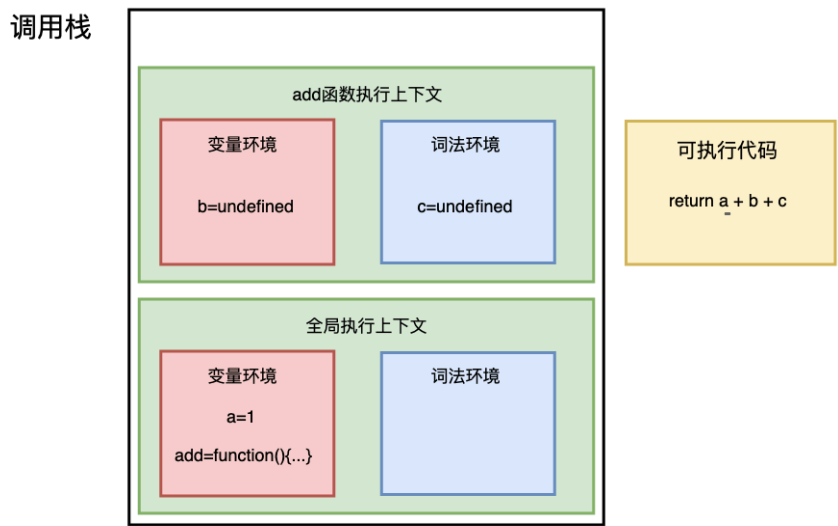 调用栈
add函数执行上下文
变量环境
词法环境
b=undefined
c=undefined
可执行代码
return a + b + c
全局执行上下文
变量环境
词法环境
a=1
add=function(){...}